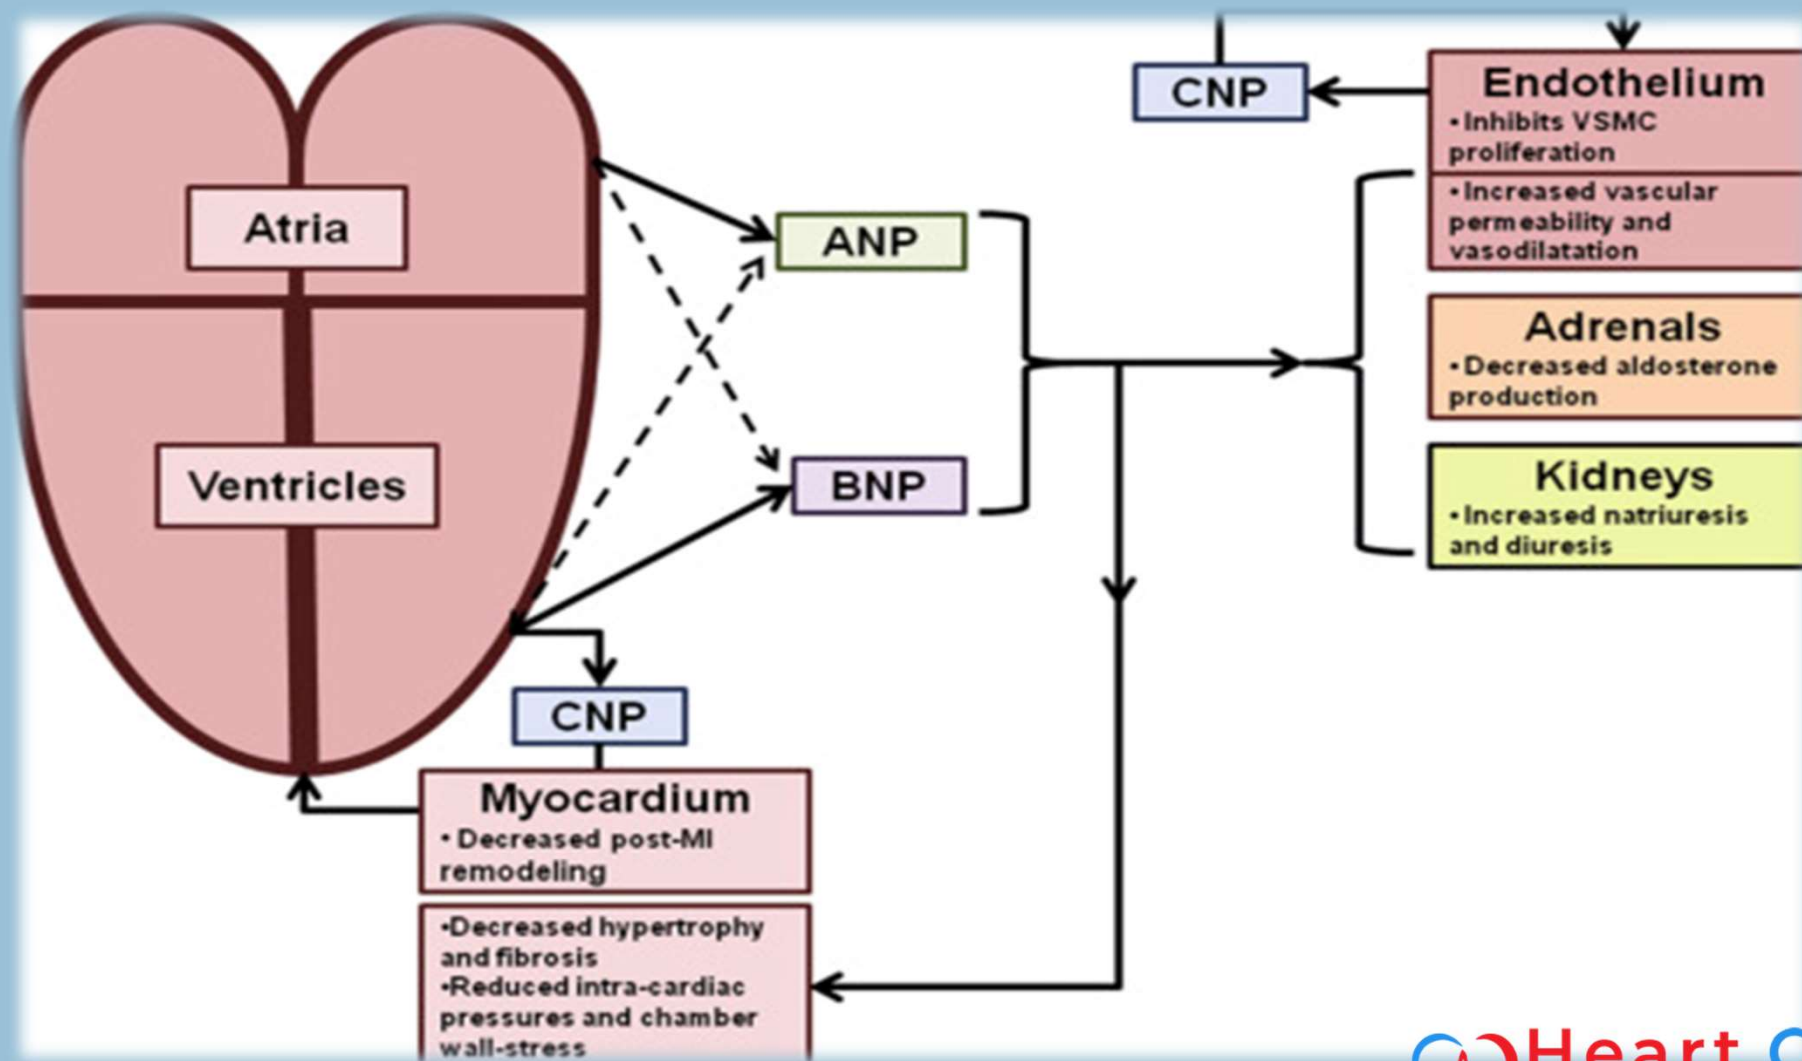 Atria
Ventricles
ANP
BNP
CNP
Myocardium
• Decreased post-MI
remodeling
•Decreased hypertrophy
and fibrosis
•Reduced intra-cardiac
pressures and chamber
wall-stress
CNP
Endothelium
•Inhibits VSMC
proliferation
•Increased vascular
permeability and
vasodilatation
Adrenals
•Decreased aldosterone
production
Kidneys
•Increased natriuresis
and diuresis
Heart